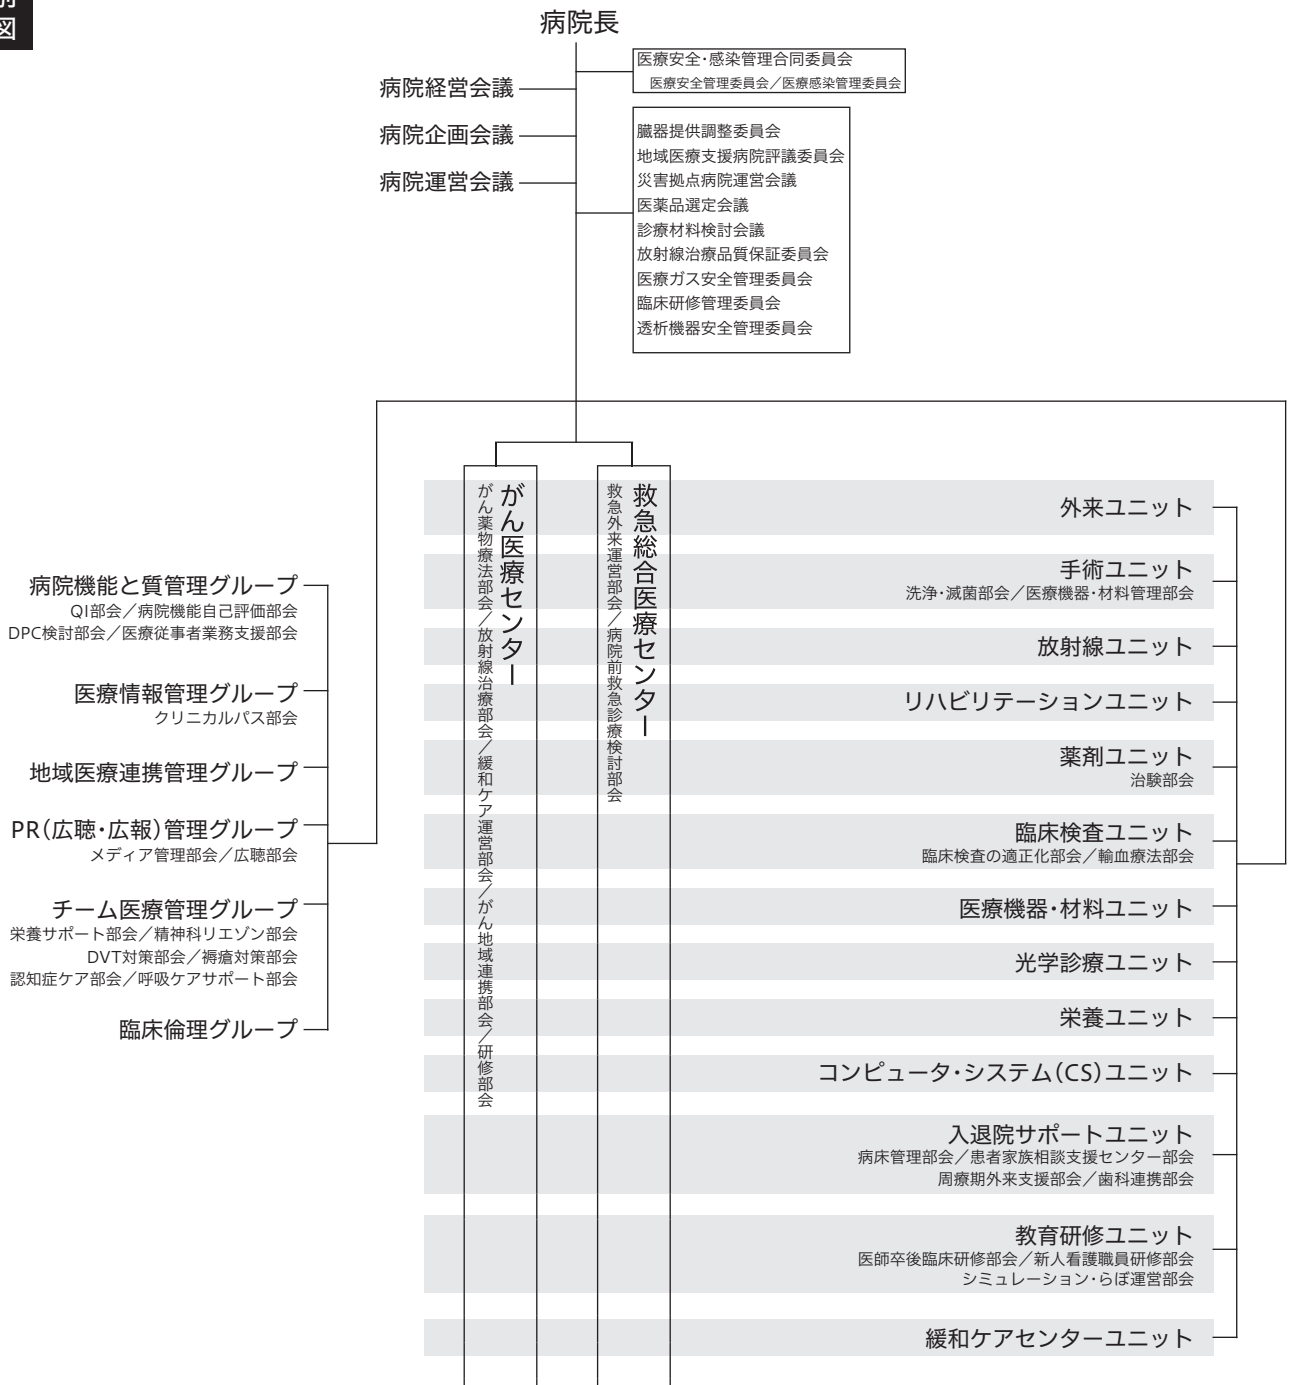 図
病院長
医療安全・感染管理合同委員会
医療安全管理委員会／医療感染管理委員会
病院経営会議
病院企画会議
病院運営会議
臓器提供調整委員会
地域医療支援病院評議委員会
災害拠点病院運営会議
医薬品選定会議
診療材料検討会議
放射線治療品質保証委員会
医療ガス安全管理委員会
臨床研修管理委員会
透析機器安全管理委員会
病院機能と質管理グループ
QI部会／病院機能自己評価部会
DPC検討部会／医療従事者業務支援部会
医療情報管理グループ
クリニカルパス部会
地域医療連携管理グループ
PR（広聴・広報）管理グループ
メディア管理部会／広聴部会
チーム医療管理グループ
栄養サポート部会／精神科リエゾン部会
DVT対策部会／褥瘡対策部会
認知症ケア部会／呼吸ケアサポート部会
臨床倫理グループ
がん医療センター
がん薬物療法部会／放射線治療部会／緩和ケア運営部会／がん地域連携部会／研修部会
救急総合医療センター
救急外来運営部会／病院前救急診療検討部会
外来ユニット
手術ユニット
洗浄・滅菌部会／医療機器・材料管理部会
放射線ユニット
リハビリテーションユニット
薬剤ユニット
治験部会
臨床検査ユニット
臨床検査の適正化部会／輸血療法部会
医療機器・材料ユニット
光学診療ユニット
栄養ユニット
コンピュータ・システム（CS）ユニット
入退院サポートユニット
病床管理部会／患者家族相談支援センター部会
周療期外来支援部会／歯科連携部会
教育研修ユニット
医師卒後臨床研修部会／新人看護職員研修部会
シミュレーション・らぼ運営部会
緩和ケアセンターユニット